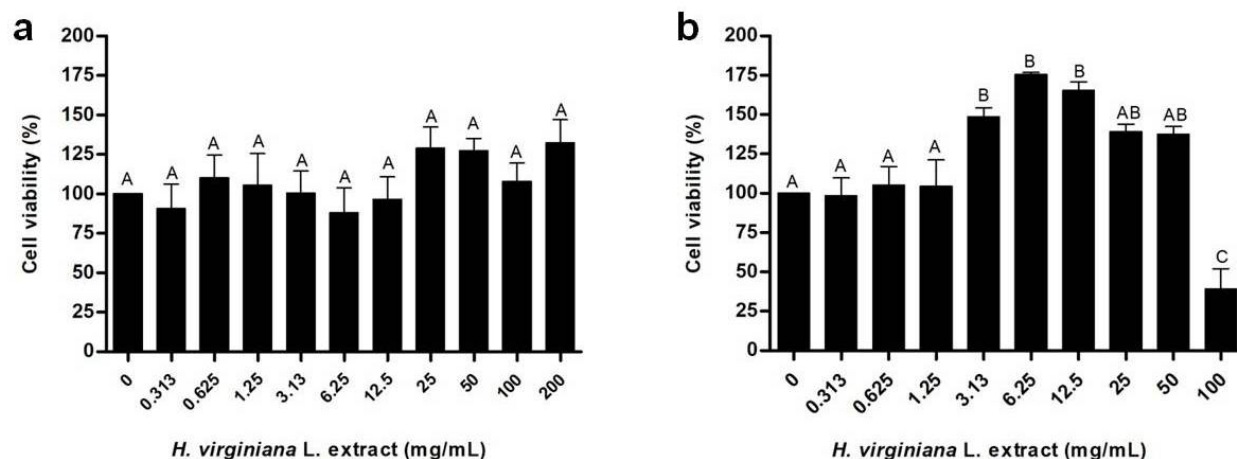 a
200
175
150
125
100
75
50
25
0
Cell viability (%)
A A A A A A A A A A A
0 0.313 0.625 1.25 3.13 6.25 12.5 25 50 100 200
H. virginiana L. extract (mg/mL)
b
200
175
150
125
100
75
50
25
0
Cell viability (%)
A A A A B B B AB AB C
0 0.313 0.625 1.25 3.13 6.25 12.5 25 50 100
H. virginiana L. extract (mg/mL)